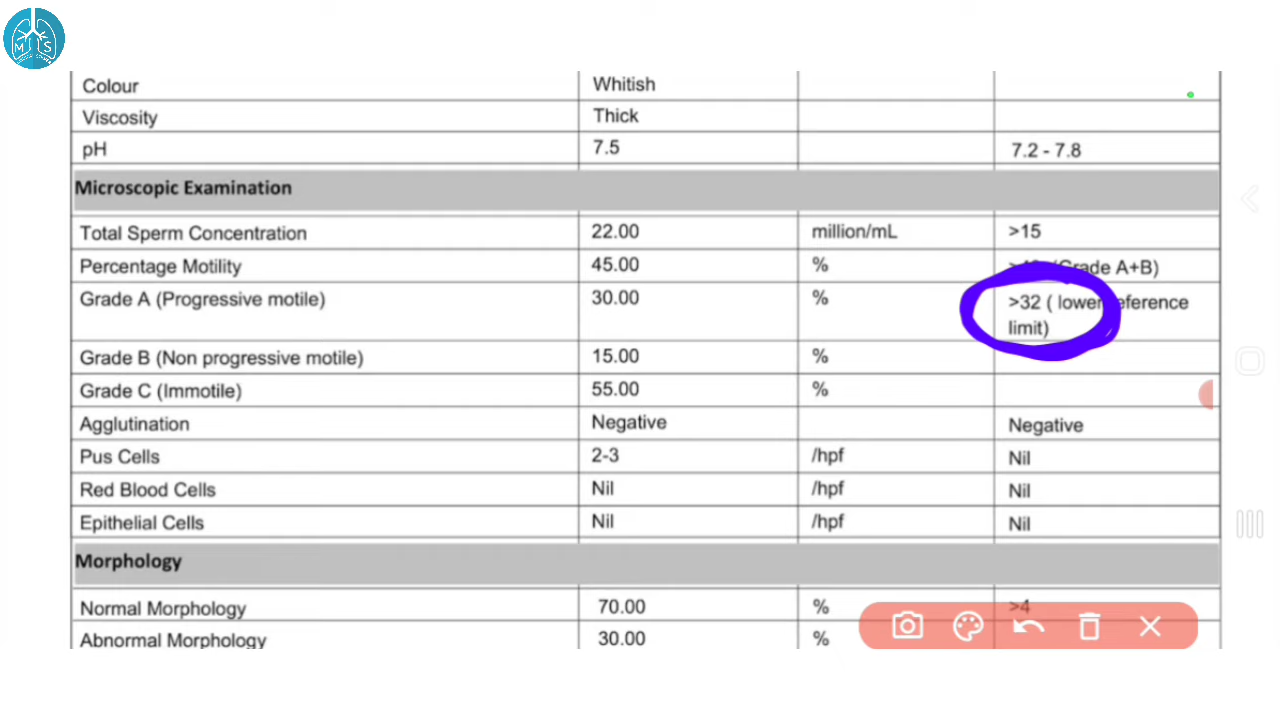 M S
Colour Whitish
Viscosity Thick
pH 7.5 7.2 - 7.8
Microscopic Examination
Total Sperm Concentration 22.00 million/mL >15
Percentage Motility 45.00 % (Grade A+B)
Grade A (Progressive motile) 30.00 % >32 ( lower reference
limit)
Grade B (Non progressive motile) 15.00 %
Grade C (Immotile) 55.00 %
Agglutination Negative Negative
Pus Cells 2-3 /hpf Nil
Red Blood Cells Nil /hpf Nil
Epithelial Cells Nil /hpf Nil
Morphology
Normal Morphology 70.00 % >4
Abnormal Morphology 30.00 %